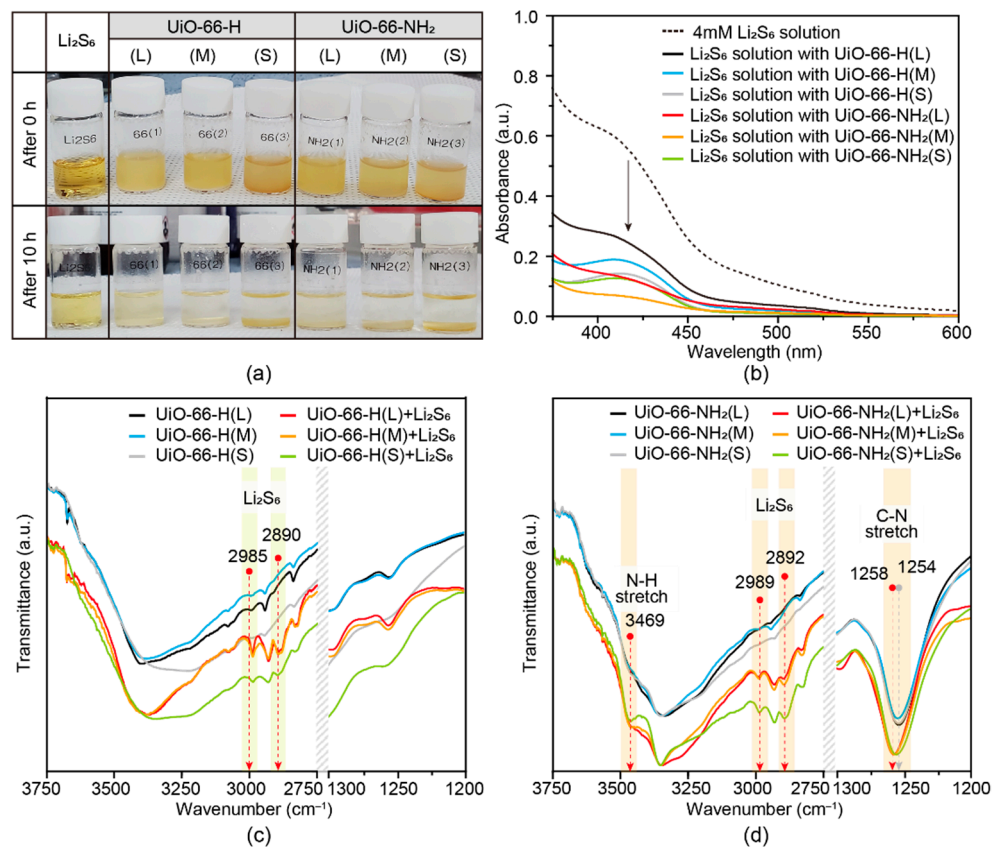 Li₂S₆
UiO-66-H
UiO-66-NH₂
(L)
(M)
(S)
(L)
(M)
(S)
After 0 h
Li2S6
66(1)
66(2)
66(3)
NH2(1)
NH2(2)
NH2(3)
After 10 h
Li2S6
66(1)
66(2)
66(3)
NH2(1)
NH2(2)
NH2(3)
(a)
1.0
0.8
0.6
0.4
0.2
0.0
Absorbance (a.u.)
4mM Li₂S₆ solution
Li₂S₆ solution with UiO-66-H(L)
Li₂S₆ solution with UiO-66-H(M)
Li₂S₆ solution with UiO-66-H(S)
Li₂S₆ solution with UiO-66-NH₂(L)
Li₂S₆ solution with UiO-66-NH₂(M)
Li₂S₆ solution with UiO-66-NH₂(S)
400
450
500
550
600
Wavelength (nm)
(b)
UiO-66-H(L)
UiO-66-H(M)
UiO-66-H(S)
UiO-66-H(L)+Li₂S₆
UiO-66-H(M)+Li₂S₆
UiO-66-H(S)+Li₂S₆
Li₂S₆
2985
2890
Transmittance (a.u.)
3750
3500
3250
3000
2750
1300
1200
Wavenumber (cm⁻¹)
(c)
UiO-66-NH₂(L)
UiO-66-NH₂(M)
UiO-66-NH₂(S)
UiO-66-NH₂(L)+Li₂S₆
UiO-66-NH₂(M)+Li₂S₆
UiO-66-NH₂(S)+Li₂S₆
N-H
stretch
3469
Li₂S₆
2989
2892
C-N
stretch
1258
1254
Transmittance (a.u.)
3750
3500
3250
3000
2750
1300
1250
1200
Wavenumber (cm⁻¹)
(d)